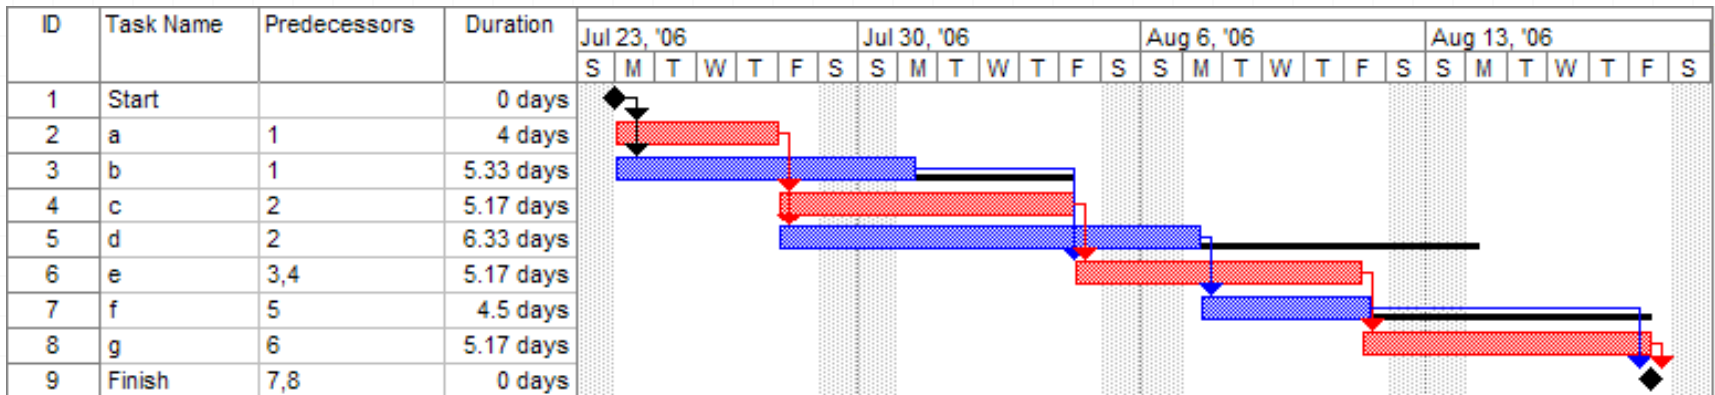 ID Task Name Predecessors Duration
Jul 23, '06 Jul 30, '06 Aug 6, '06 Aug 13, '06
S M T W T F S S M T W T F S S M T W T F S S M T W T F S
1 Start 0 days
2 a 1 4 days
3 b 1 5.33 days
4 c 2 5.17 days
5 d 2 6.33 days
6 e 3,4 5.17 days
7 f 5 4.5 days
8 g 6 5.17 days
9 Finish 7,8 0 days